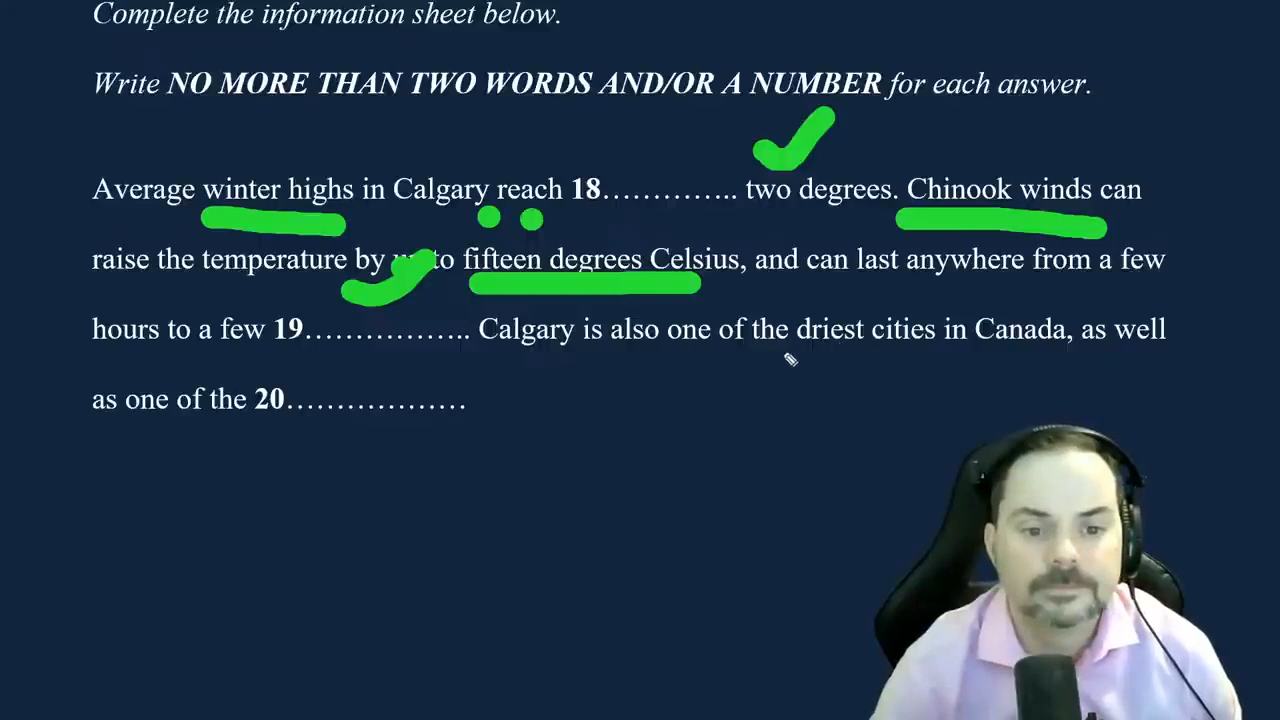 Complete the information sheet below.
Write NO MORE THAN TWO WORDS AND/OR A NUMBER for each answer.
Average winter highs in Calgary reach 18………….. two degrees. Chinook winds can
raise the temperature by to fifteen degrees Celsius, and can last anywhere from a few
hours to a few 19…………….. Calgary is also one of the driest cities in Canada, as well
as one of the 20………………